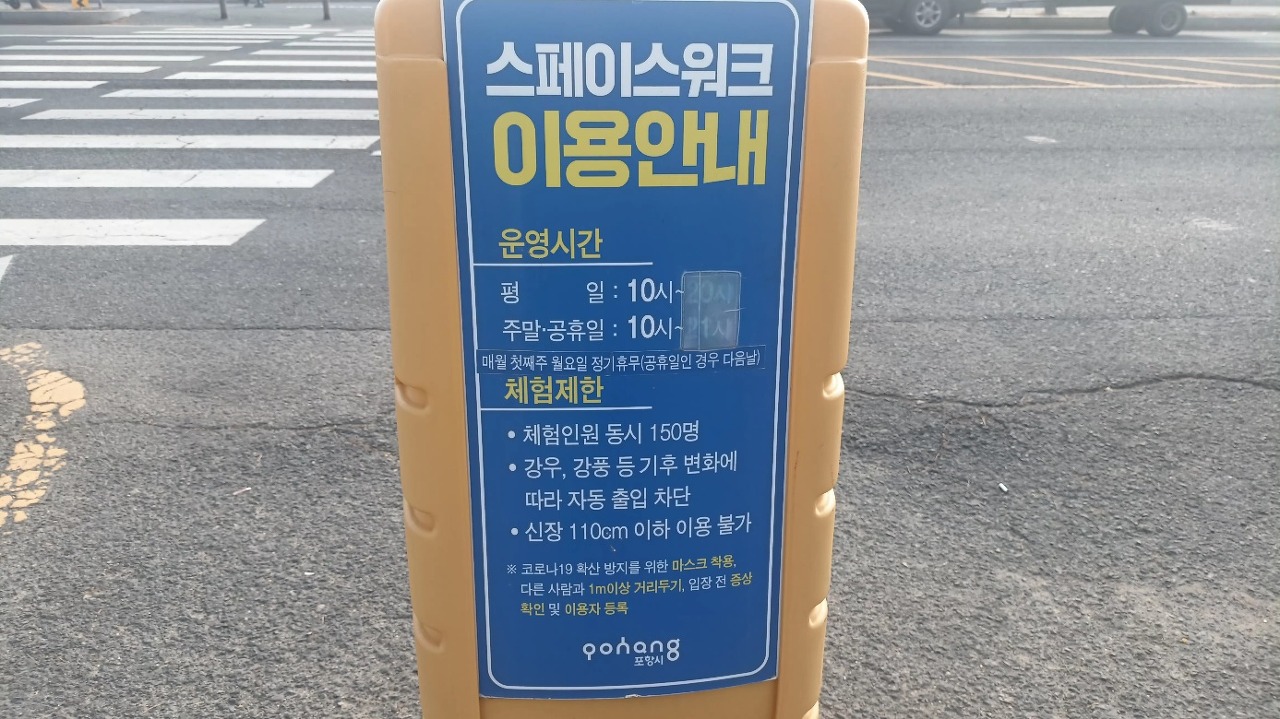 스페이스워크
이용안내
운영시간
평 일 : 10시~20시
주말·공휴일 : 10시~21시
매월 첫째주 월요일 정기휴무(공휴일인 경우 다음날)
체험제한
• 체험인원 동시 150명
• 강우, 강풍 등 기후 변화에
따라 자동 출입 차단
• 신장 110cm 이하 이용 불가
※ 코로나19 확산 방지를 위한 마스크 착용,
다른 사람과 1m이상 거리두기, 입장 전 증상
확인 및 이용자 등록
pohang
포항시